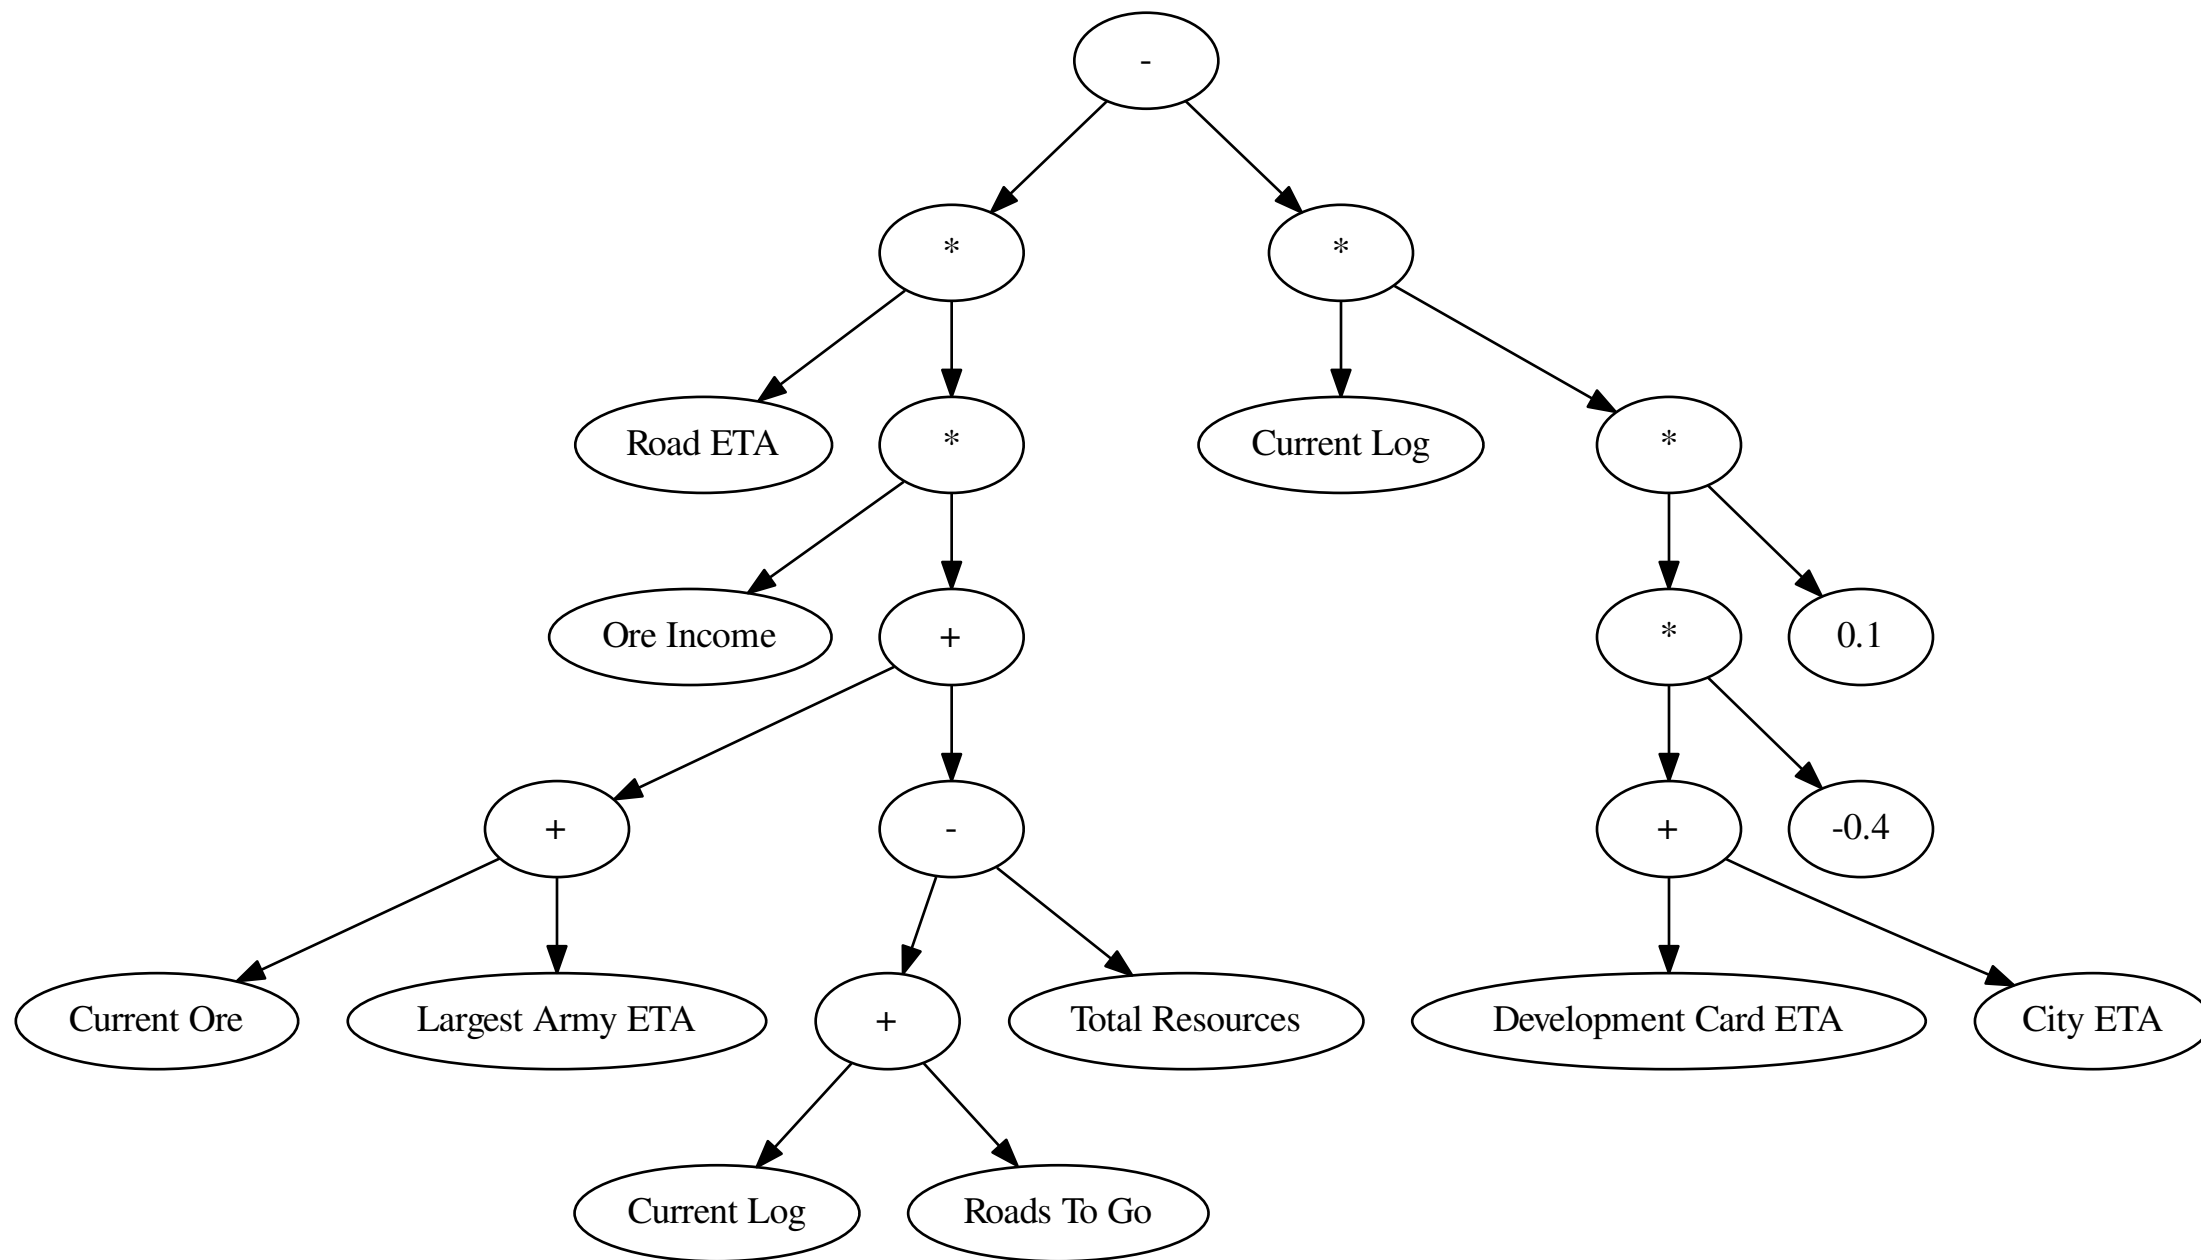 -
*
*
Road ETA
*
Current Log
*
Ore Income
+
*
0.1
+
-
+
-0.4
Current Ore
Largest Army ETA
+
Total Resources
Development Card ETA
City ETA
Current Log
Roads To Go